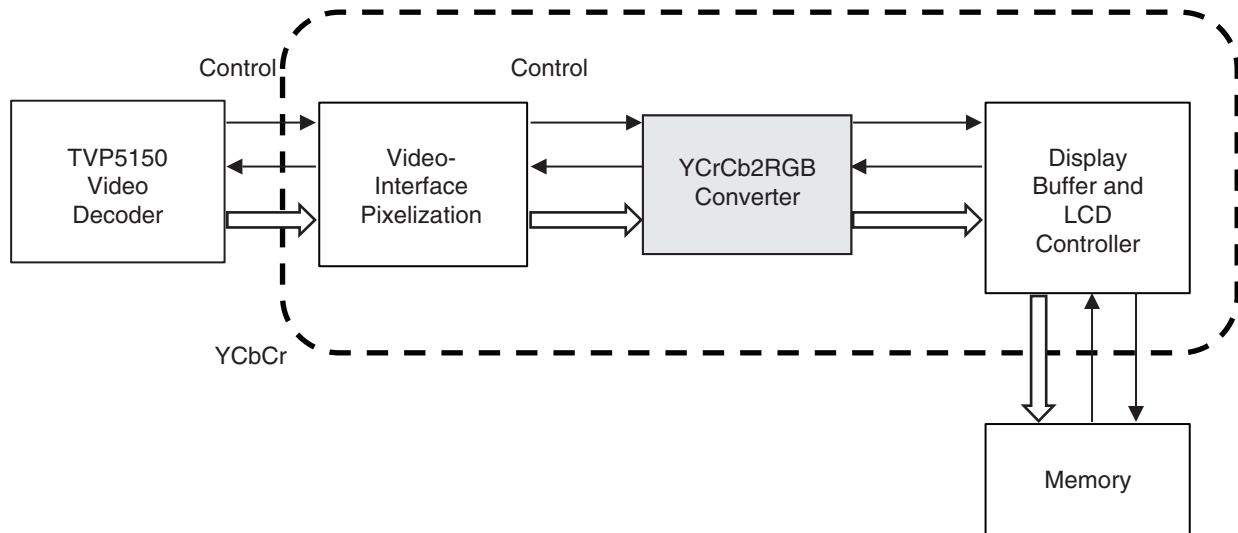 Control
Control
TVP5150
Video
Decoder
Video-
Interface
Pixelization
YCrCb2RGB
Converter
Display
Buffer and
LCD
Controller
YCbCr
Memory